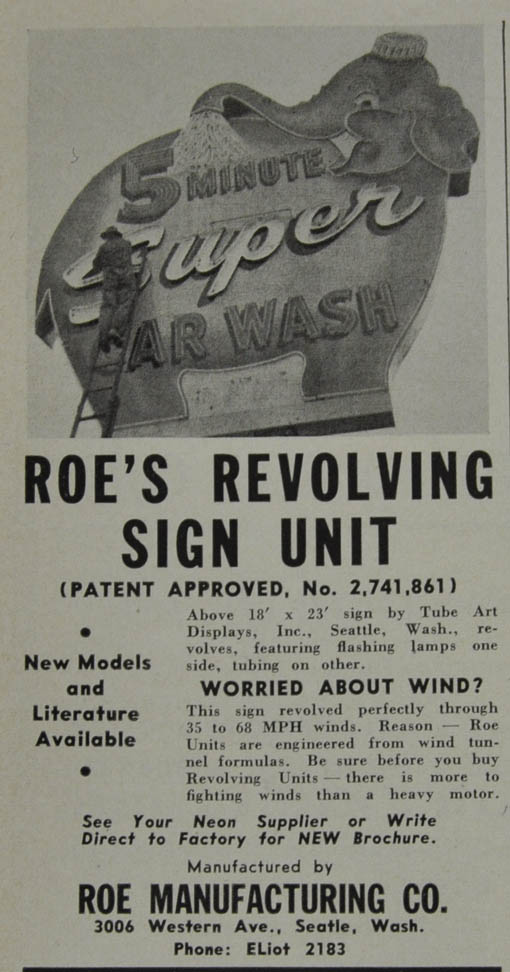 5 MINUTE
Super
CAR WASH
ROE'S REVOLVING
SIGN UNIT
(PATENT APPROVED, No. 2,741,861)
•
New Models
and
Literature
Available
•
Above 18′ x 23′ sign by Tube Art
Displays, Inc., Seattle, Wash., re-
volves, featuring flashing lamps one
side, tubing on other.
WORRIED ABOUT WIND?
This sign revolved perfectly through
35 to 68 MPH winds. Reason — Roe
Units are engineered from wind tun-
nel formulas. Be sure before you buy
Revolving Units — there is more to
fighting winds than a heavy motor.
See Your Neon Supplier or Write
Direct to Factory for NEW Brochure.
Manufactured by
ROE MANUFACTURING CO.
3006 Western Ave., Seatle, Wash.
Phone: ELiot 2183